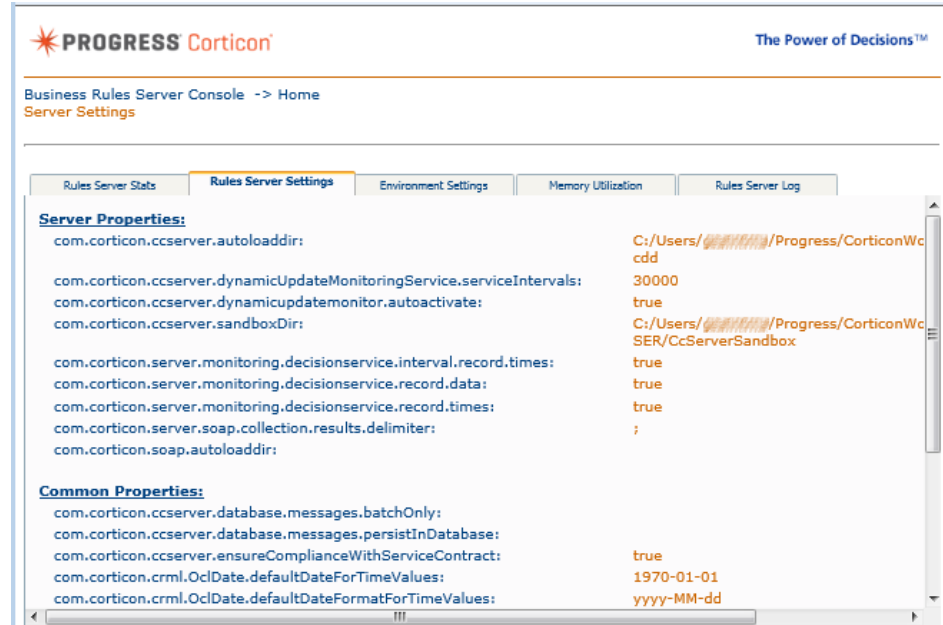 PROGRESS Corticon
The Power of Decisions™
Business Rules Server Console -> Home
Server Settings
Rules Server Stats
Rules Server Settings
Environment Settings
Memory Utilization
Rules Server Log
Server Properties:
com.corticon.ccserver.autoloaddir: C:/Users/ /Progress/CorticonWo
cdd
com.corticon.ccserver.dynamicUpdateMonitoringService.serviceIntervals: 30000
com.corticon.ccserver.dynamicupdatemonitor.autoactivate: true
com.corticon.ccserver.sandboxDir: C:/Users/ /Progress/CorticonWo
SER/CcServerSandbox
com.corticon.server.monitoring.decisionservice.interval.record.times: true
com.corticon.server.monitoring.decisionservice.record.data: true
com.corticon.server.monitoring.decisionservice.record.times: true
com.corticon.server.soap.collection.results.delimiter: ;
com.corticon.soap.autoloaddir:
Common Properties:
com.corticon.ccserver.database.messages.batchOnly:
com.corticon.ccserver.database.messages.persistInDatabase:
com.corticon.ccserver.ensureComplianceWithServiceContract: true
com.corticon.crml.OclDate.defaultDateForTimeValues: 1970-01-01
com.corticon.crml.OclDate.defaultDateFormatForTimeValues: yyyy-MM-dd